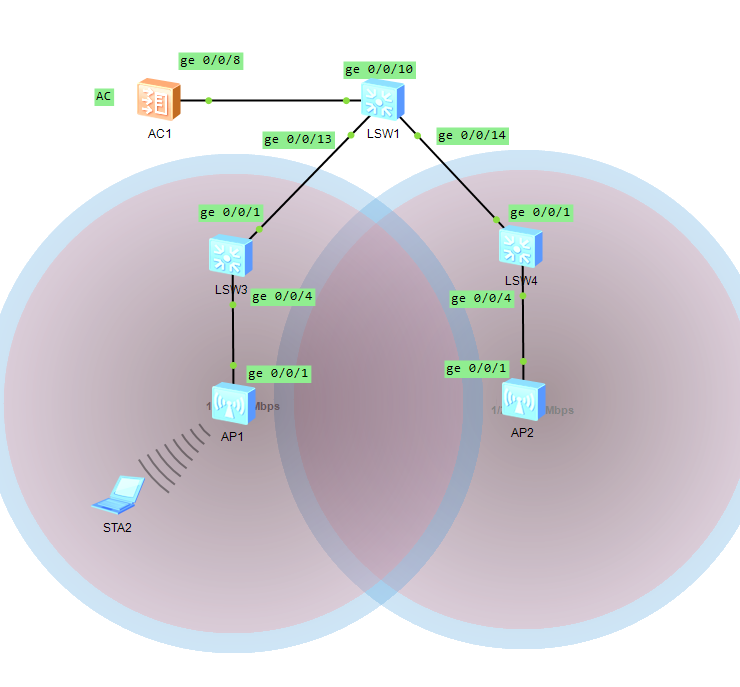 ge 0/0/8
ge 0/0/10
AC
AC1
LSW1
ge 0/0/13
ge 0/0/14
ge 0/0/1
ge 0/0/1
LSW3
LSW4
ge 0/0/4
ge 0/0/4
ge 0/0/1
ge 0/0/1
Mbps
Mbps
AP1
AP2
STA2